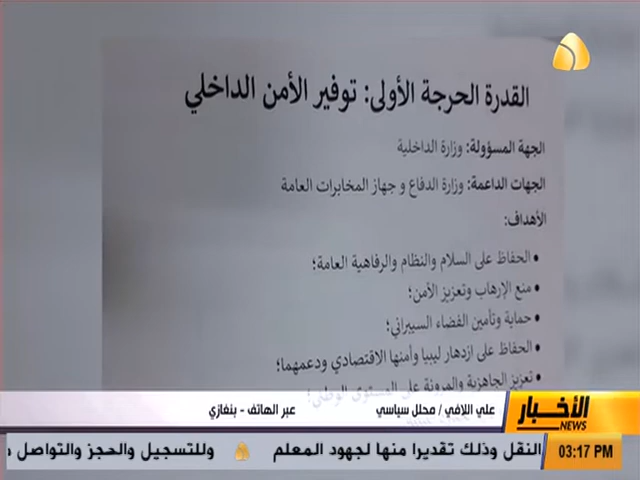 القدرة الحرجة الأولى: توفير الأمن الداخلي
الجهة المسؤولة: وزارة الداخلية
الجهات الداعمة: وزارة الدفاع و جهاز المخابرات العامة
الأهداف:
• الحفاظ على السلام والنظام والرفاهية العامة؛
• منع الإرهاب وتعزيز الأمن؛
• حماية وتأمين الفضاء السيبراني؛
• الحفاظ على ازدهار ليبيا وأمنها الاقتصادي ودعمهما؛
• تعزيز الجاهزية والمرونة على المستوى الوطني؛
علي اللافي / محلل سياسي عبر الهاتف - بنغازي
الأخبار
NEWS
03:17 PM
النقل وذلك تقديرا منها لجهود المعلم وللتسجيل والحجز والتواصل